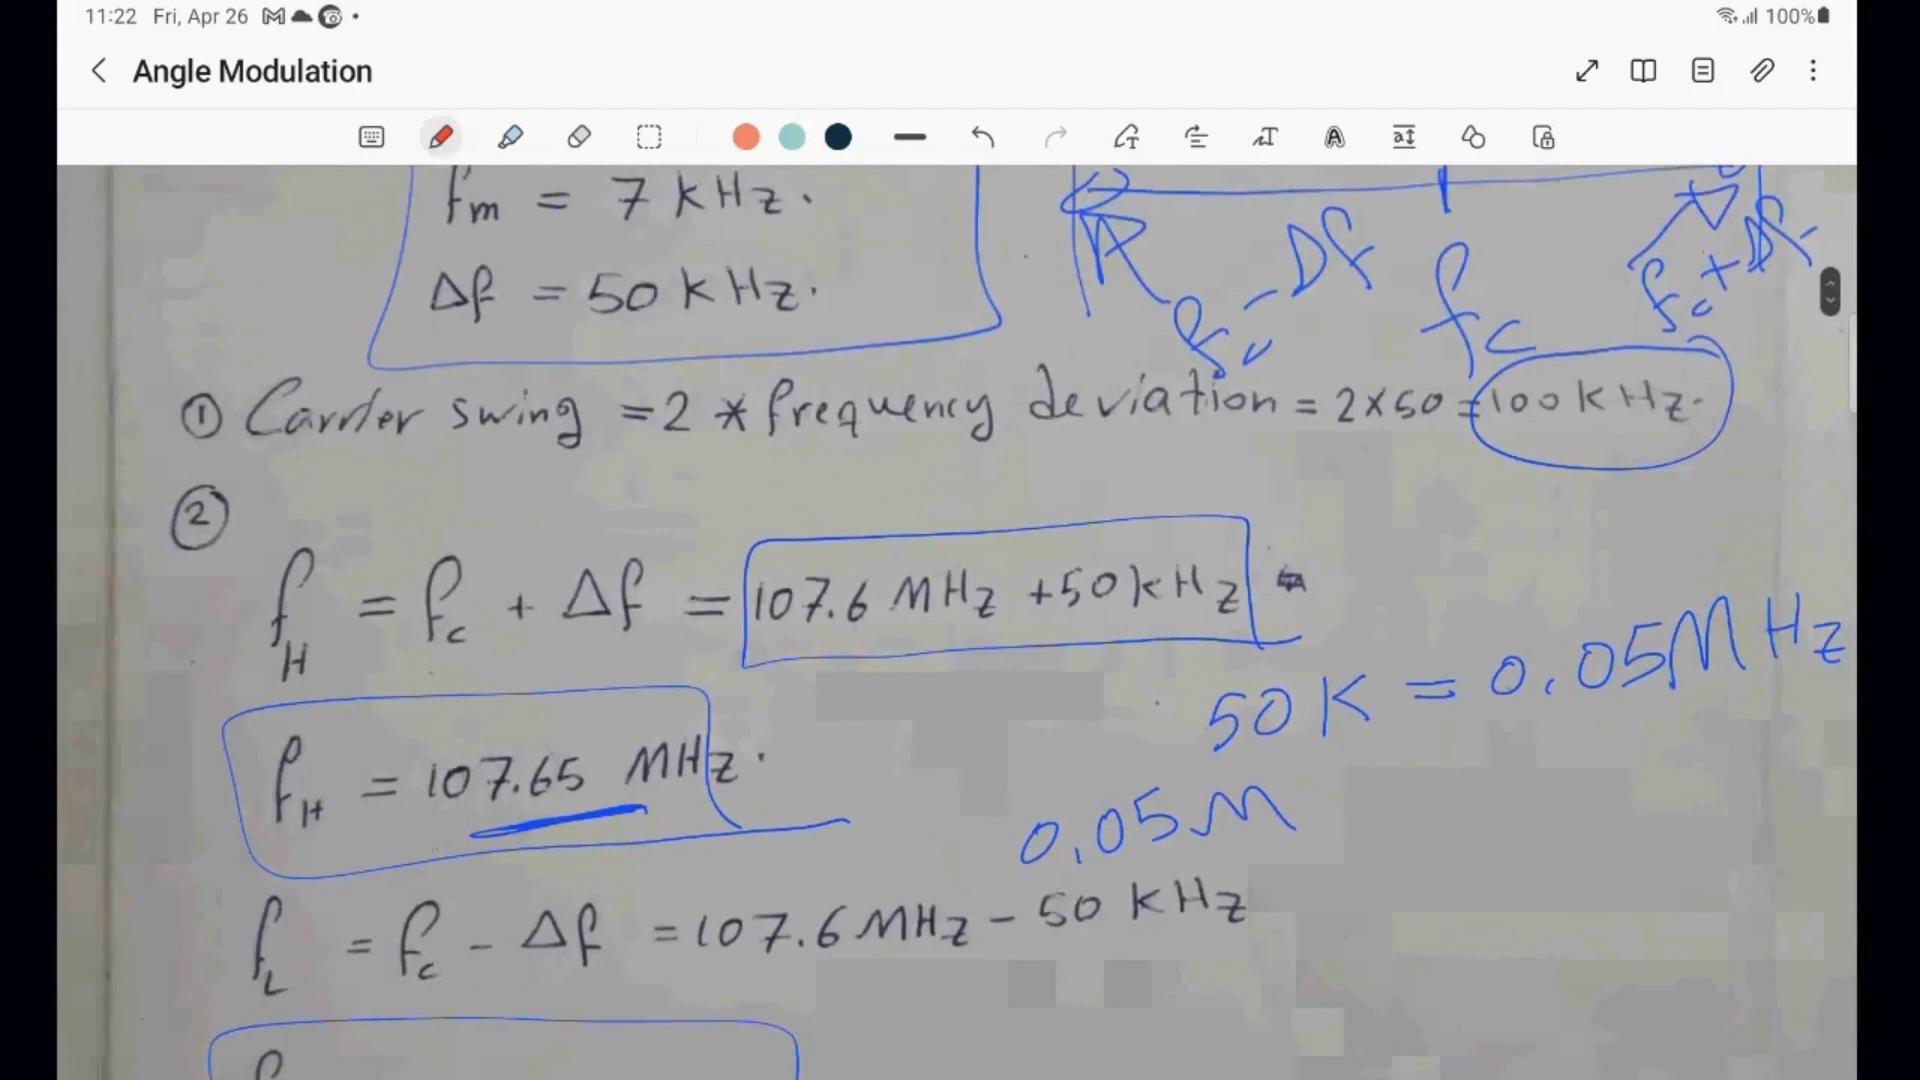 11:22 Fri, Apr 26 100%
Angle Modulation
fm = 7 kHz.
Δf = 50 kHz.
fc - Δf fc fc + Δf
① Carrier swing = 2 * frequency deviation = 2×50 = 100 kHz.
②
fH = fc + Δf = 107.6 MHz + 50 kHz
50 K = 0.05 M Hz
fH = 107.65 MHz.
0.05 M
fL = fc - Δf = 107.6 MHz - 50 kHz